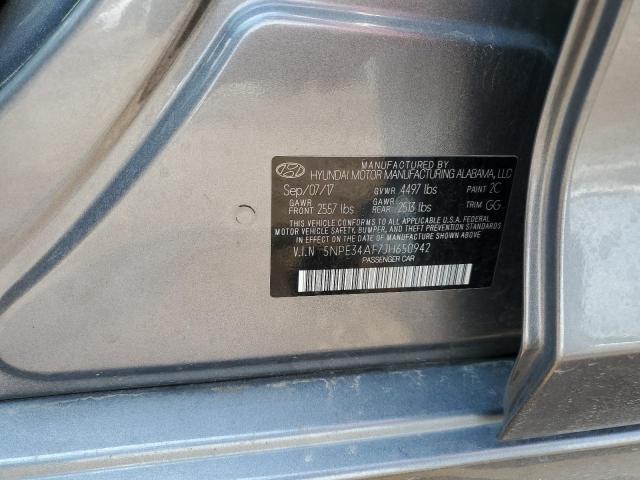 MANUFACTURED BY
HYUNDAI MOTOR MANUFACTURING ALABAMA, LLC
Sep/07/17 GVWR 4497 lbs PAINT 2C
GAWR FRONT 2557 lbs GAWR REAR 2513 lbs TRIM GG
THIS VEHICLE CONFORMS TO ALL APPLICABLE U.S.A. FEDERAL
MOTOR VEHICLE SAFETY, BUMPER, AND THEFT PREVENTION STANDARDS
IN EFFECT ON THE DATE OF MANUFACTURE SHOWN ABOVE.
V.I.N 5NPE34AF7JH650942
PASSENGER CAR